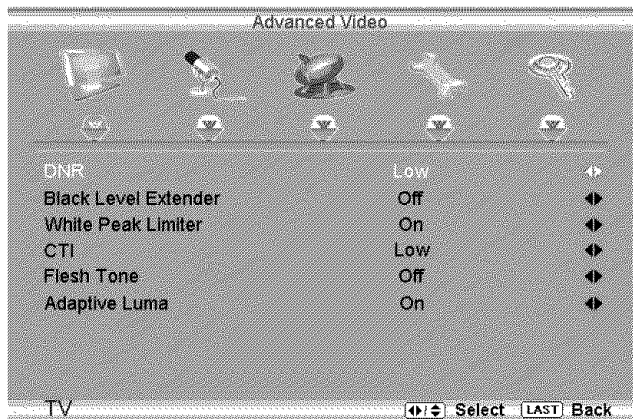 Advanced Video
DNR Low
Black Level Extender Off
White Peak Limiter On
CTI Low
Flesh Tone Off
Adaptive Luma On
TV Select LAST Back